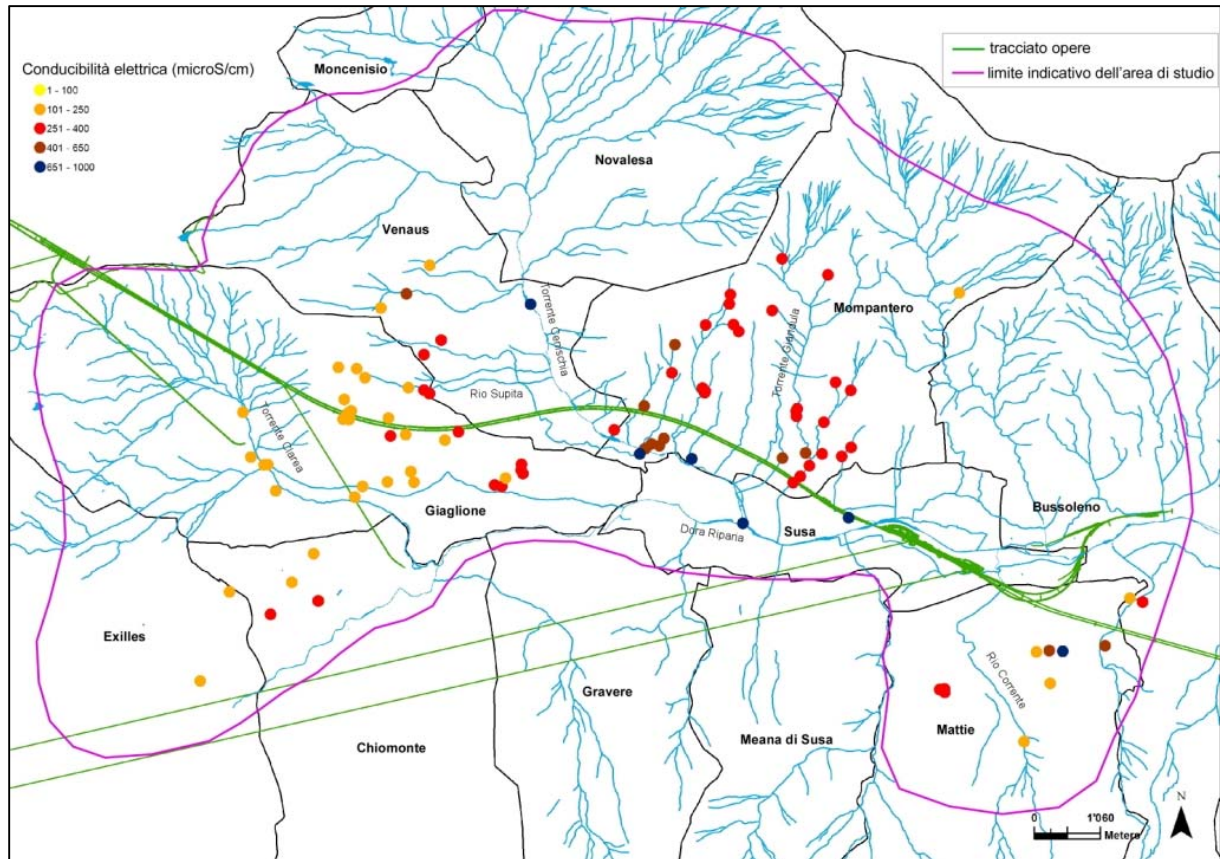 Conducibilità elettrica (microS/cm)
1 - 100
101 - 250
251 - 400
401 - 650
651 - 1000
tracciato opere
limite indicativo dell'area di studio
Moncenisio
Novalesa
Venaus
Torrente Cenischia
Mompantero
Torrente Giandula
Rio Supita
Torrente Clarea
Giaglione
Bussoleno
Dora Riparia
Susa
Exilles
Gravere
Rio Corrente
Mattie
Chiomonte
Meana di Susa
N
0 1'060
Meters